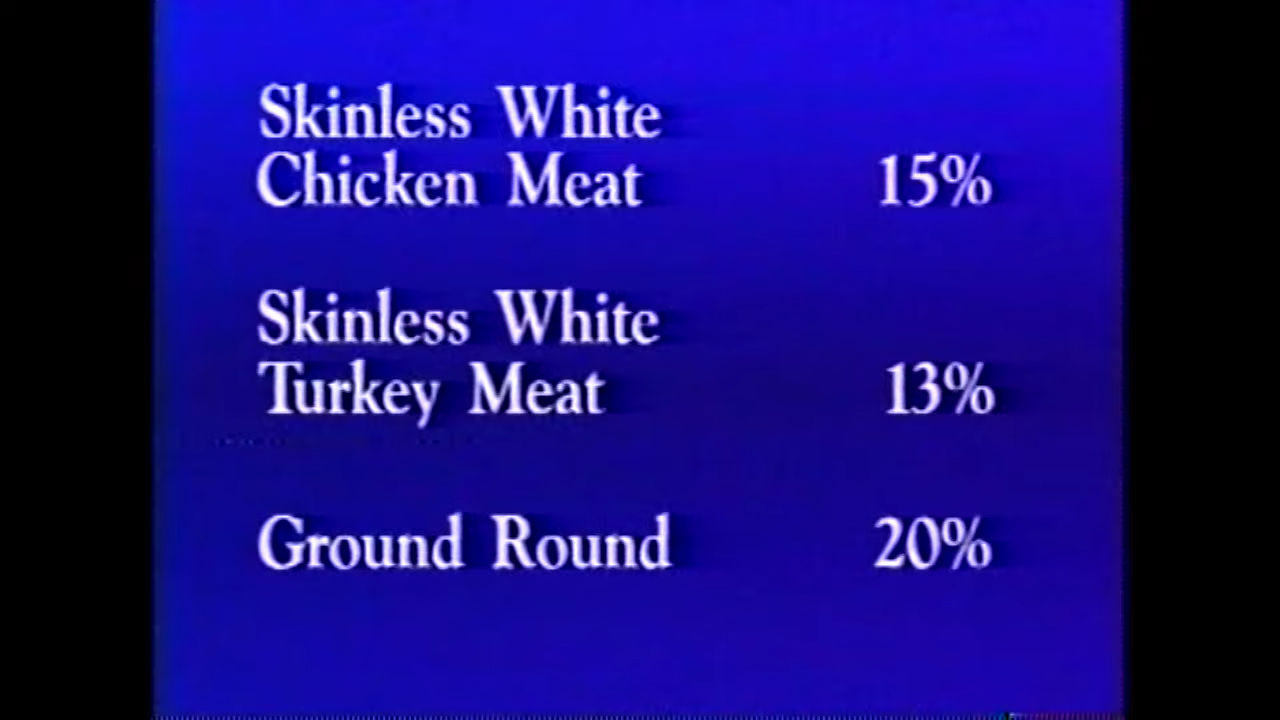 Skinless White
Chicken Meat 15%
Skinless White
Turkey Meat 13%
Ground Round 20%